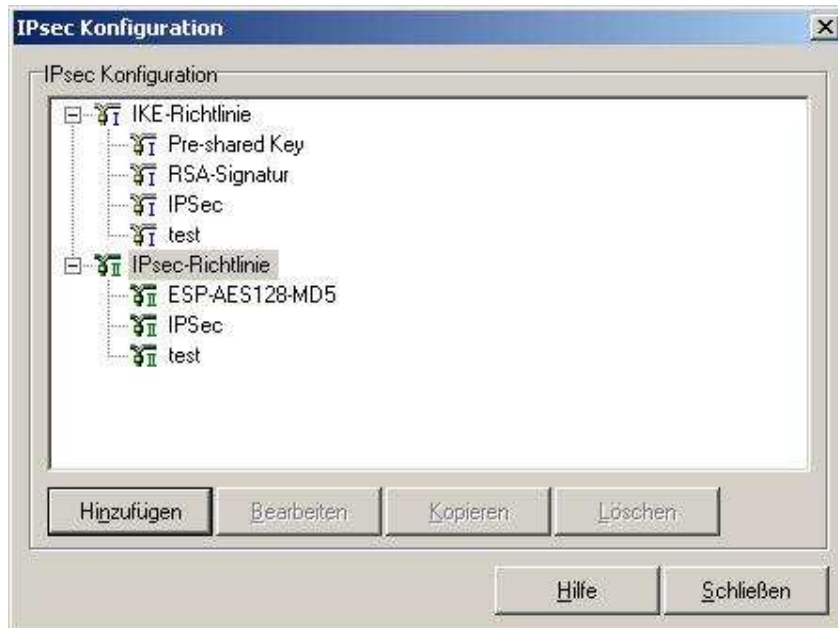 IPsec Konfiguration
IPsec Konfiguration
IKE-Richtlinie
Pre-shared Key
RSA-Signatur
IPSec
test
IPsec-Richtlinie
ESP-AES128-MD5
IPSec
test
Hinzufügen Bearbeiten Kopieren Löschen
Hilfe Schließen